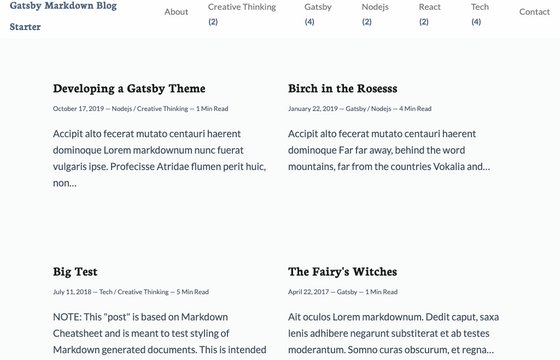 Gatsby Markdown Blog
Starter
About
Creative Thinking
(2)
Gatsby
(4)
Nodejs
(2)
React
(2)
Tech
(4)
Contact
Developing a Gatsby Theme
October 17, 2019 — Nodejs / Creative Thinking — 1 Min Read
Accipit alto fecerat mutato centauri haerent
dominoque Lorem markdownum nunc fuerat
vulgaris ipse. Profecisse Atridae flumen perit huic,
non...
Birch in the Rosesss
January 22, 2019 — Gatsby / Nodejs — 4 Min Read
Accipit alto fecerat mutato centauri haerent
dominoque Far far away, behind the word
mountains, far from the countries Vokalia and...
Big Test
July 11, 2018 — Tech / Creative Thinking — 5 Min Read
NOTE: This "post" is based on Markdown
Cheatsheet and is meant to test styling of
Markdown generated documents. This is intended
The Fairy's Witches
April 22, 2017 — Gatsby — 1 Min Read
Ait oculos Lorem markdownum. Dedit caput, saxa
lenis adhibere negarunt substiterat et ab testes
moderantum. Somno curas obscurum, et regna...